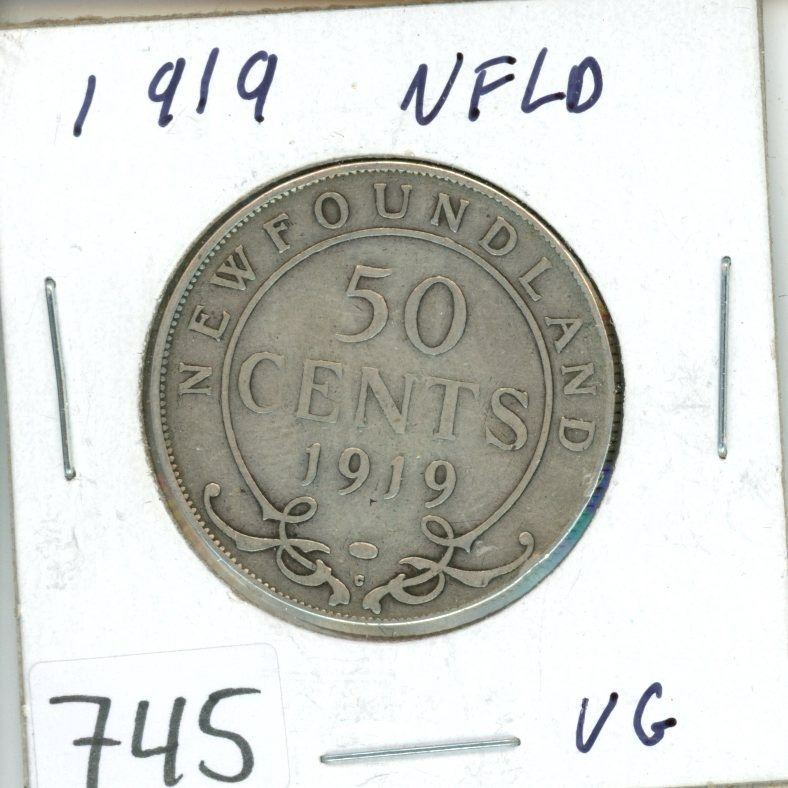 1919 NFLD
NEWFOUNDLAND
50
CENTS
1919
C
745
VG